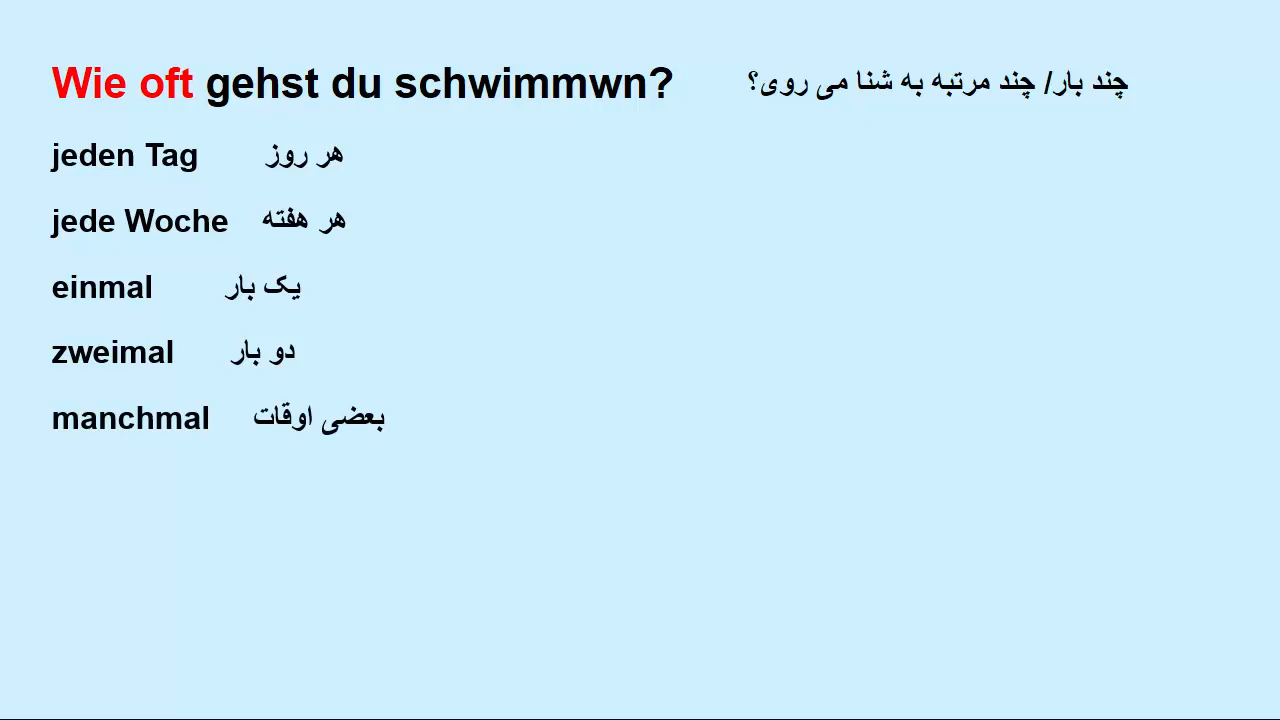 Wie oft gehst du schwimmwn? چند بار/ چند مرتبه به شنا می روی؟
jeden Tag هر روز
jede Woche هر هفته
einmal یک بار
zweimal دو بار
manchmal بعضی اوقات